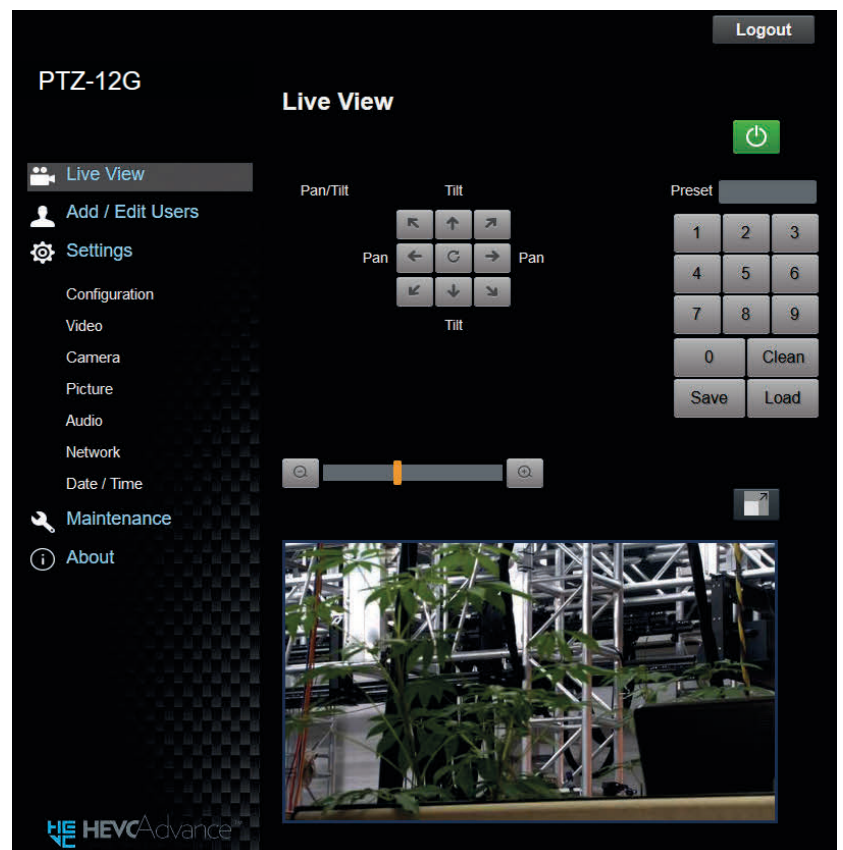 Logout
PTZ-12G
Live View
Live View
Add / Edit Users
Settings
Configuration
Video
Camera
Picture
Audio
Network
Date / Time
Maintenance
About
Pan/Tilt
Tilt
Pan
Pan
Tilt
Preset
1 2 3
4 5 6
7 8 9
0 Clean
Save Load
HEVC Advance